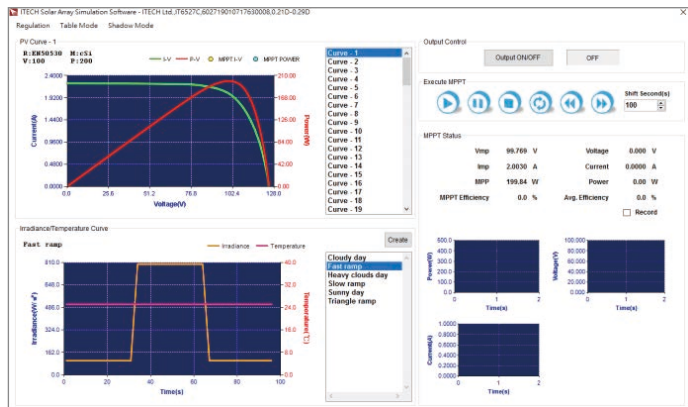 ITECH Solar Array Simulation Software - ITECH Ltd.,IT6527C,602719010717630008,0.21D-0.29D
Regulation Table Mode Shadow Mode
PV Curve - 1
R:EN50530 M:cSi
V:100 P:200
I-V P-V MPPT I-V MPPT POWER
2.4000
1.9200
1.4400
0.9600
0.4800
0.0000
Current(A)
210.00
168.00
126.00
84.00
42.00
0.00
Power(W)
0.0 25.6 51.2 76.8 102.4 128.0
Voltage(V)
Curve - 1
Curve - 2
Curve - 3
Curve - 4
Curve - 5
Curve - 6
Curve - 7
Curve - 8
Curve - 9
Curve - 10
Curve - 11
Curve - 12
Curve - 13
Curve - 14
Curve - 15
Curve - 16
Curve - 17
Curve - 18
Curve - 19
Output Control
Output ON/OFF OFF
Execute MPPT
Shift Second(s)
100
MPPT Status
Vmp 99.769 V Voltage 0.000 V
Imp 2.0030 A Current 0.0000 A
MPP 199.84 W Power 0.00 W
MPPT Efficiency 0.0 % Avg. Efficiency 0.0 %
Record
Irradiance/Temperature Curve
Create
Fast ramp
Irradiance Temperature
810.0
648.0
486.0
324.0
162.0
0.0
Irradiance(W/㎡)
40.0
32.0
24.0
16.0
8.0
0.0
Temperature(℃)
0 20 40 60 80 100
Time(s)
Cloudy day
Fast ramp
Heavy clouds day
Slow ramp
Sunny day
Triangle ramp
500.0
400.0
300.0
200.0
100.0
0.0
Power(W)
0 1 2
Time(s)
100.000
80.000
60.000
40.000
20.000
0.000
Voltage(V)
0 1 2
Time(s)
1.0000
0.8000
0.6000
0.4000
0.2000
0.0000
Current(A)
0 1 2
Time(s)